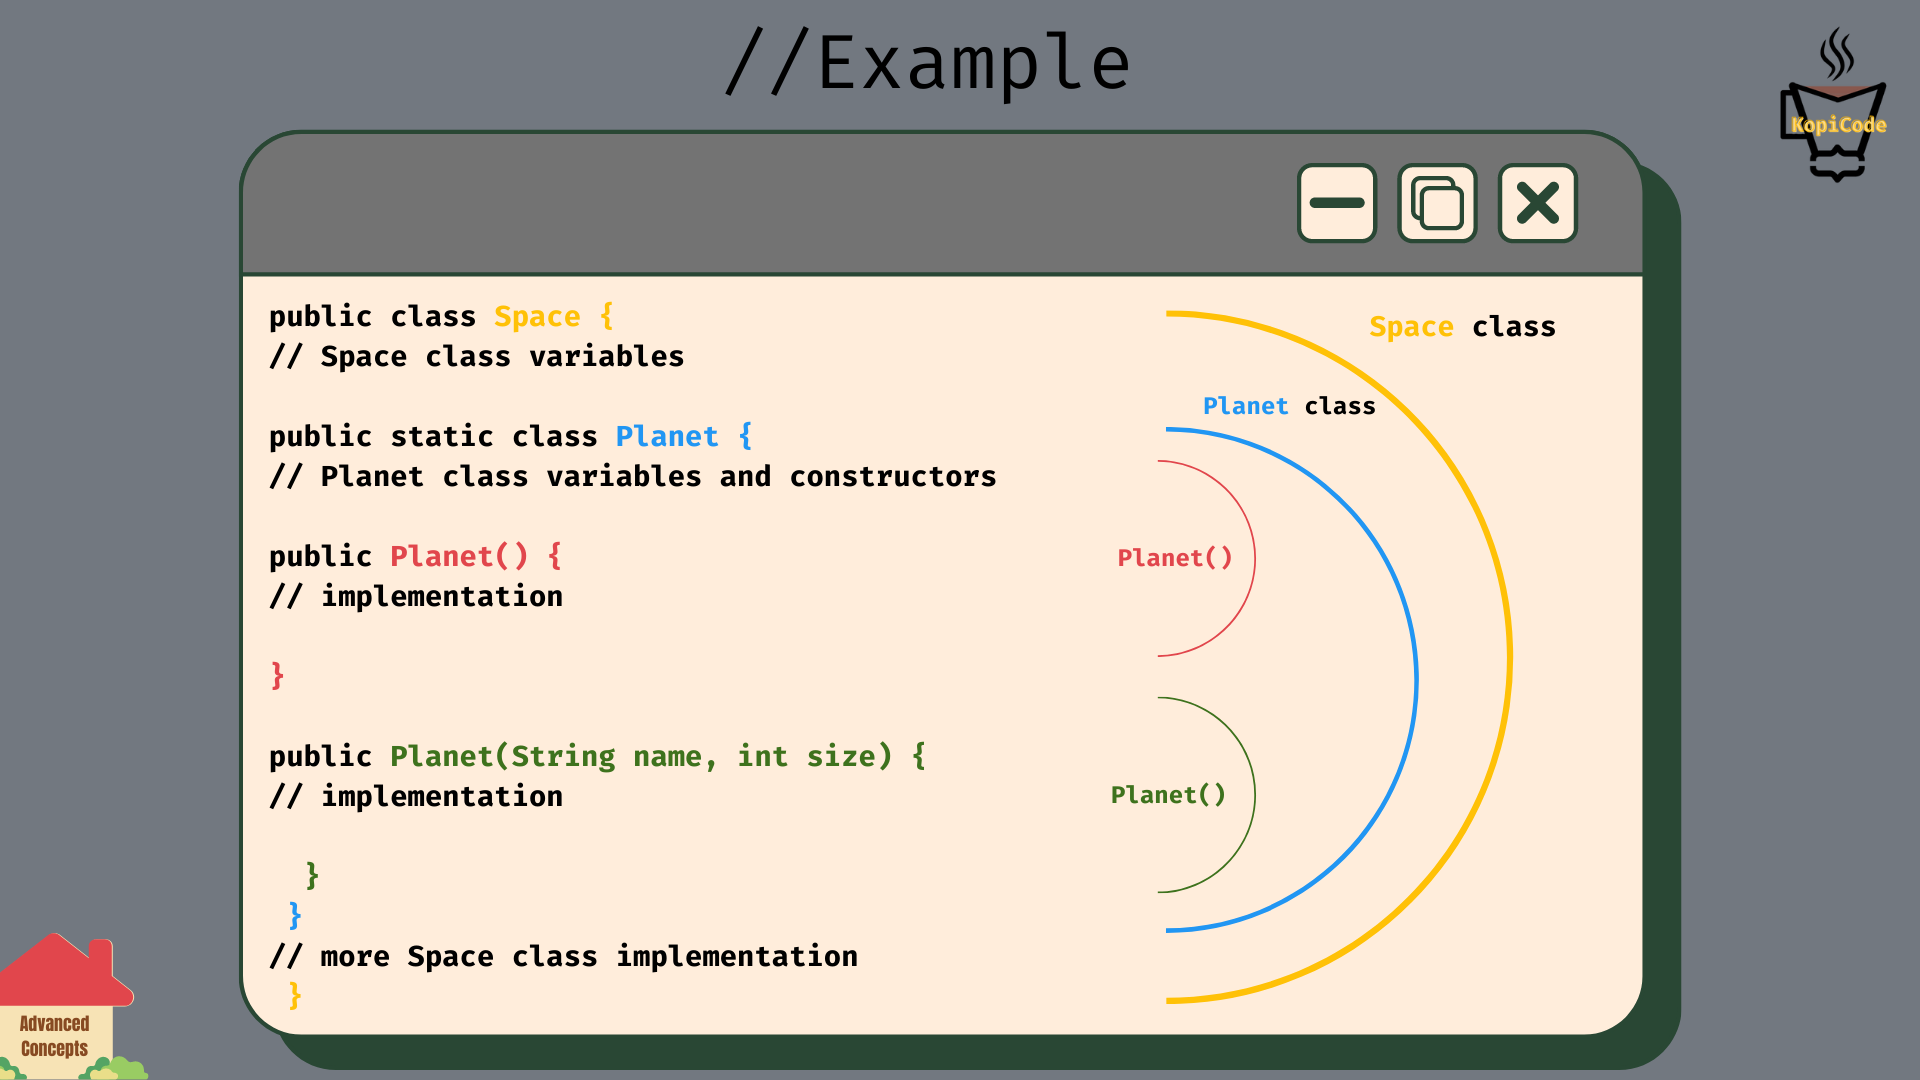 //Example
KopiCode
public class Space {
// Space class variables
public static class Planet {
// Planet class variables and constructors
public Planet() {
// implementation
}
public Planet(String name, int size) {
// implementation
}
}
// more Space class implementation
}
Space class
Planet class
Planet()
Planet()
Advanced
Concepts